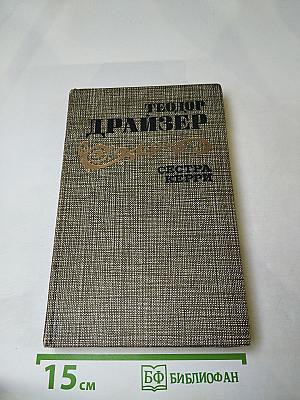 ТЕОДОР
ДРАЙЗЕР
СЕСТРА
КЕРРИ
15 см
БФ БИБЛИОФАН